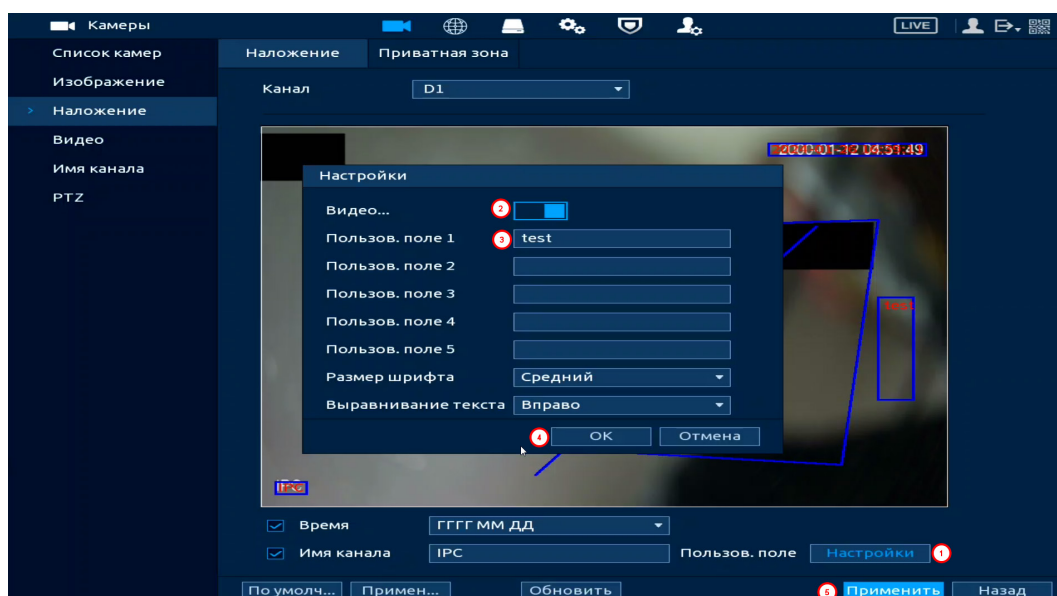 Камеры
LIVE
Список камер
Изображение
Наложение
Видео
Имя канала
PTZ
Наложение Приватная зона
Канал D1
2000-01-12 04:51:49
Настройки
Видео... 2
Пользов. поле 1 3 test
Пользов. поле 2
Пользов. поле 3
Пользов. поле 4
Пользов. поле 5
Размер шрифта Средний
Выравнивание текста Вправо
4 OK Отмена
test
IPC
Время ГГГГ ММ ДД
Имя канала IPC Пользов. поле Настройки 1
По умолч... Примен... Обновить 5 Применить Назад